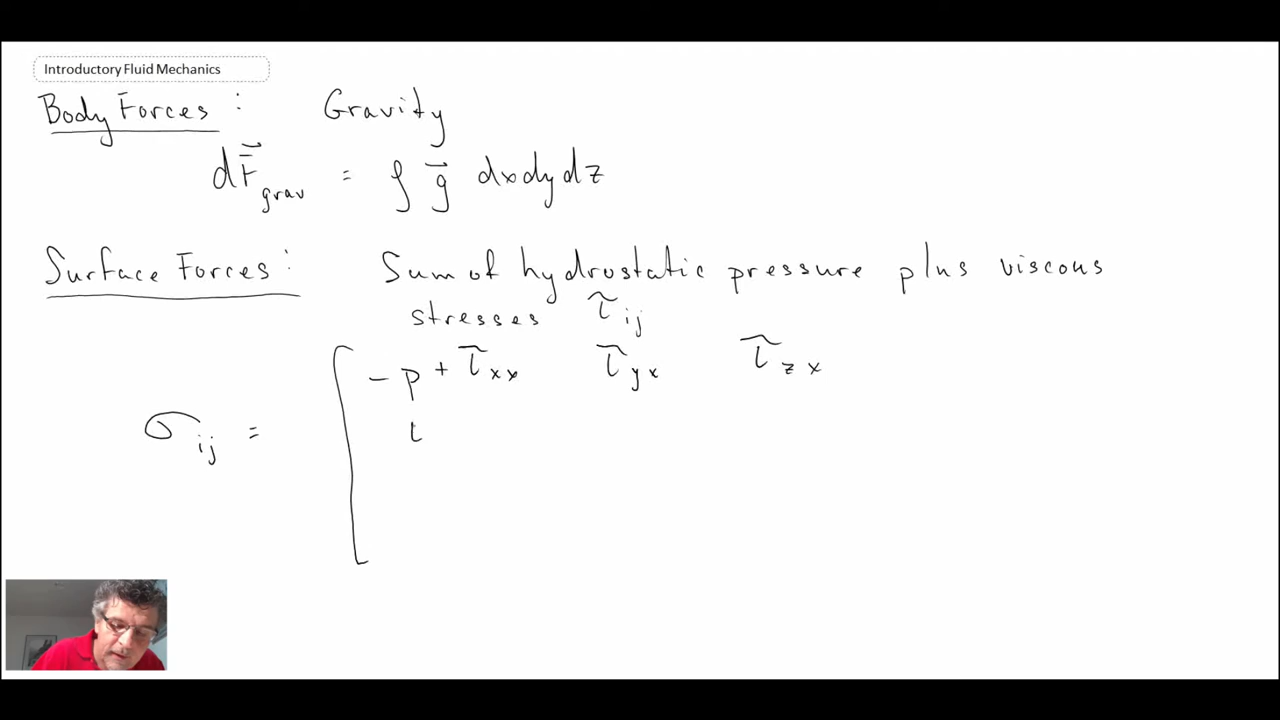 Introductory Fluid Mechanics
Body Forces : Gravity
dF⃗grav = ρ g⃗ dxdydz
Surface Forces : Sum of hydrostatic pressure plus viscous
stresses τij
-p + τxx τyx τzx
σij = [